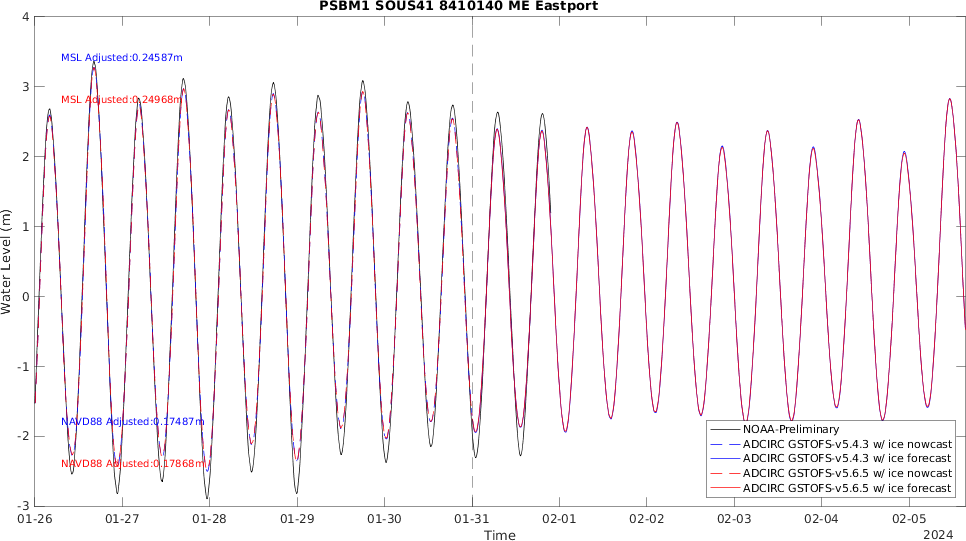 PSBM1 SOUS41 8410140 ME Eastport
4
MSL Adjusted:0.24587m
3
MSL Adjusted:0.24968m
2
1
Water Level (m)
0
-1
-2
NAVD88 Adjusted:0.17487m
NAVD88 Adjusted:0.17868m
-3
NOAA-Preliminary
ADCIRC GSTOFS-v5.4.3 w/ ice nowcast
ADCIRC GSTOFS-v5.4.3 w/ ice forecast
ADCIRC GSTOFS-v5.6.5 w/ ice nowcast
ADCIRC GSTOFS-v5.6.5 w/ ice forecast
01-26 01-27 01-28 01-29 01-30 01-31 02-01 02-02 02-03 02-04 02-05
Time
2024